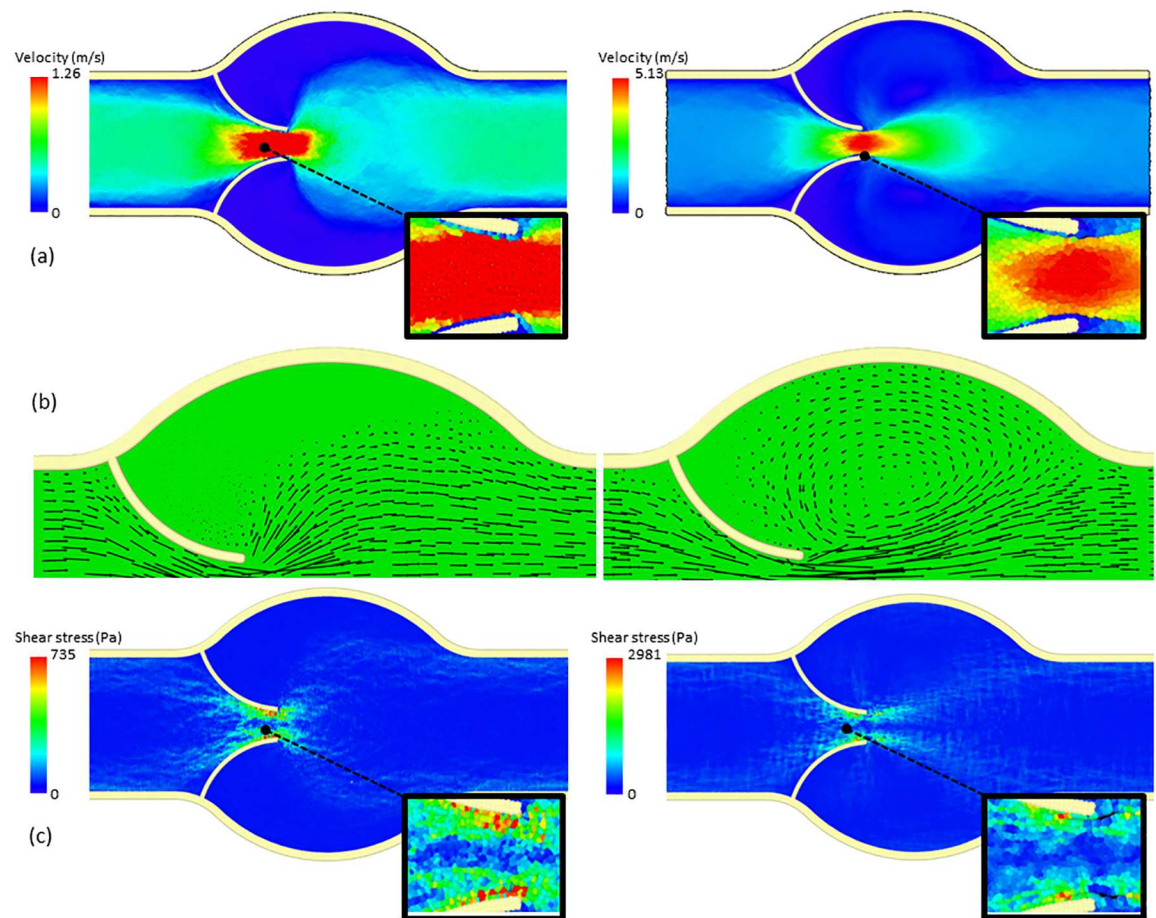 Velocity (m/s)
1.26
0
Velocity (m/s)
5.13
0
(a)
(b)
Shear stress (Pa)
735
0
Shear stress (Pa)
2981
0
(c)